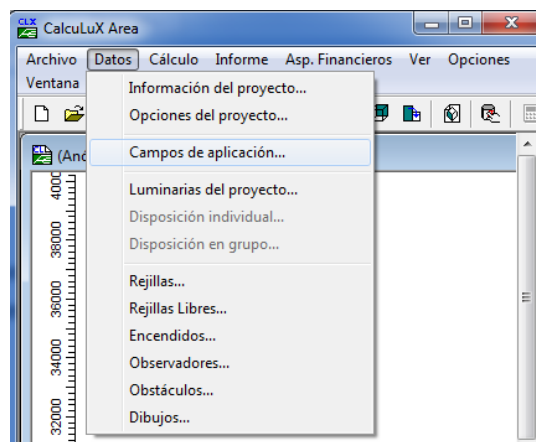 CLX CalcuLuX Area
Archivo Datos Cálculo Informe Asp. Financieros Ver Opciones
Ventana
Información del proyecto...
Opciones del proyecto...
Campos de aplicación...
Luminarias del proyecto...
Disposición individual...
Disposición en grupo...
Rejillas...
Rejillas Libres...
Encendidos...
Observadores...
Obstáculos...
Dibujos...
4000
38000
36000
34000
32000